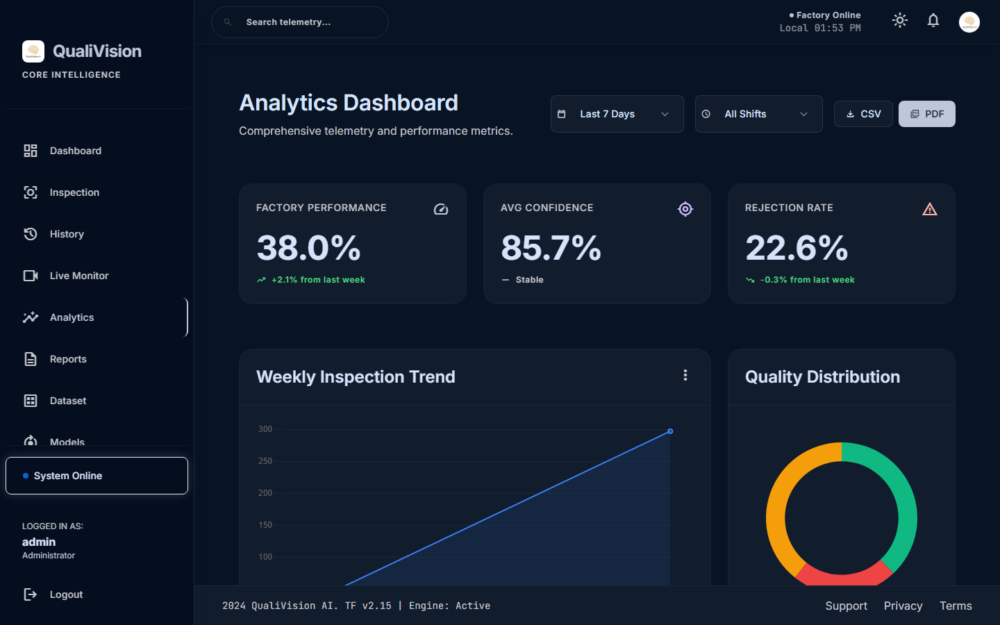 QualiVision
CORE INTELLIGENCE
Dashboard
Inspection
History
Live Monitor
Analytics
Reports
Dataset
Models
System Online
LOGGED IN AS:
admin
Administrator
Logout
Search telemetry...
Factory Online
Local 01:53 PM
Analytics Dashboard
Comprehensive telemetry and performance metrics.
Last 7 Days
All Shifts
CSV
PDF
FACTORY PERFORMANCE
38.0%
+2.1% from last week
AVG CONFIDENCE
85.7%
Stable
REJECTION RATE
22.6%
-0.3% from last week
Weekly Inspection Trend
300
250
200
150
100
Quality Distribution
2024 QualiVision AI. TF v2.15 | Engine: Active
Support
Privacy
Terms